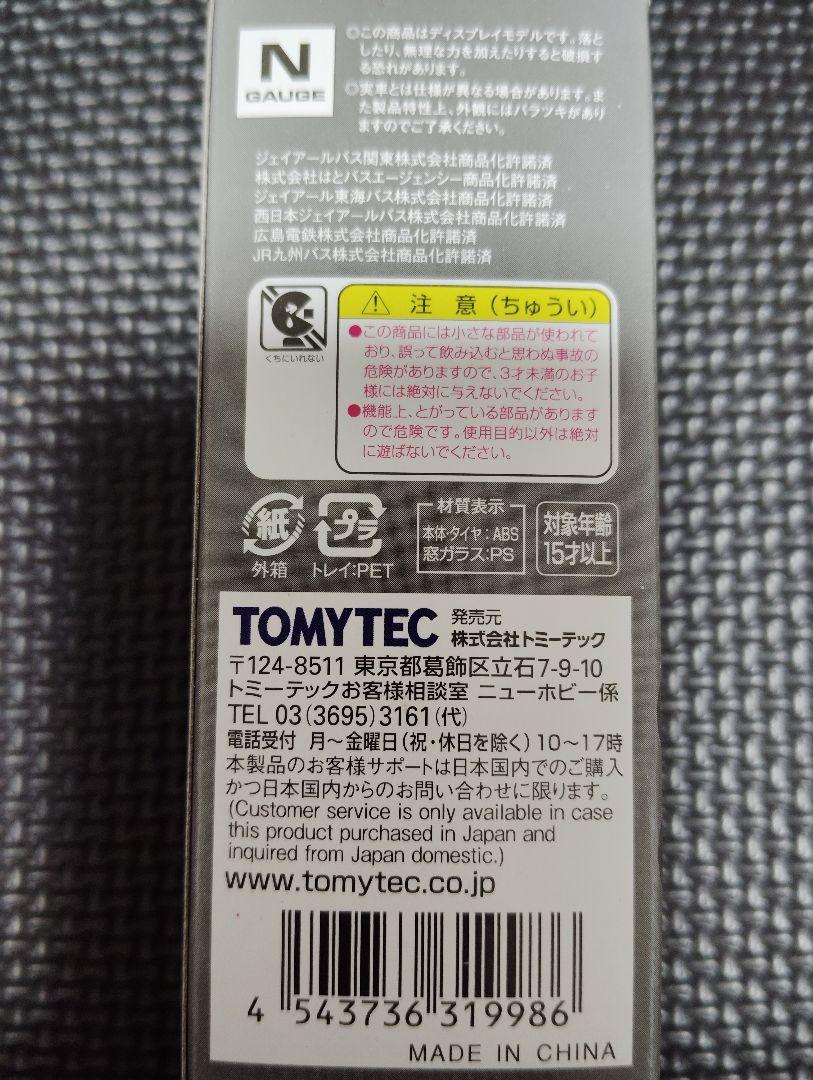 N
GAUGE
◎この商品はディスプレイモデルです。落と
したり、無理な力を加えたりすると破損す
る恐れがあります。
◎実車とは仕様が異なる場合があります。ま
た製品特性上、外観にはバラツキがあり
ますのでご了承ください。
ジェイアールバス関東株式会社商品化許諾済
株式会社はとバスエージェンシー商品化許諾済
ジェイアール東海バス株式会社商品化許諾済
西日本ジェイアールバス株式会社商品化許諾済
広島電鉄株式会社商品化許諾済
JR九州バス株式会社商品化許諾済
くちにいれない
注 意(ちゅうい)
●この商品には小さな部品が使われて
おり、誤って飲み込むと思わぬ事故の
危険がありますので、3才未満のお子
様には絶対に与えないでください。
●機能上、とがっている部品があります
ので危険です。使用目的以外は絶対
に遊ばないでください。
紙
外箱
プラ
トレイ:PET
材質表示
本体・タイヤ:ABS
窓ガラス:PS
対象年齢
15才以上
TOMYTEC 発売元
株式会社トミーテック
〒124-8511 東京都葛飾区立石7-9-10
トミーテックお客様相談室 ニューホビー係
TEL 03(3695)3161(代)
電話受付 月〜金曜日(祝・休日を除く)10〜17時
本製品のお客様サポートは日本国内でのご購入
かつ日本国内からのお問い合わせに限ります。
(Customer service is only available in case
this product purchased in Japan and
inquired from Japan domestic.)
www.tomytec.co.jp
4 543736 319986
MADE IN CHINA